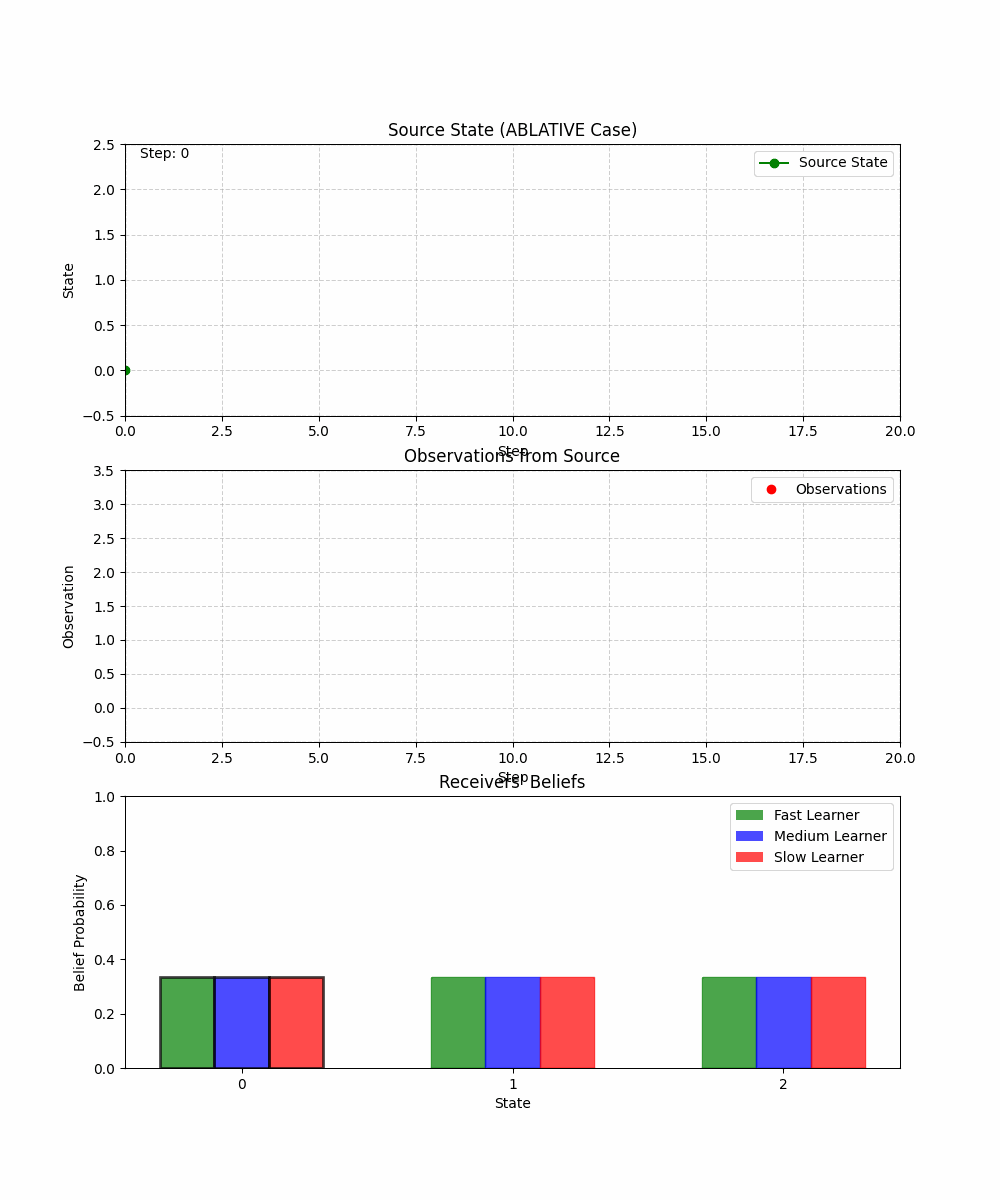 Source State (ABLATIVE Case)
Step: 0
Source State
State
2.5
2.0
1.5
1.0
0.5
0.0
−0.5
0.0 2.5 5.0 7.5 10.0 12.5 15.0 17.5 20.0
Step
Observations from Source
Observations
Observation
3.5
3.0
2.5
2.0
1.5
1.0
0.5
0.0
−0.5
0.0 2.5 5.0 7.5 10.0 12.5 15.0 17.5 20.0
Step
Receivers' Beliefs
Fast Learner
Medium Learner
Slow Learner
Belief Probability
1.0
0.8
0.6
0.4
0.2
0.0
0 1 2
State